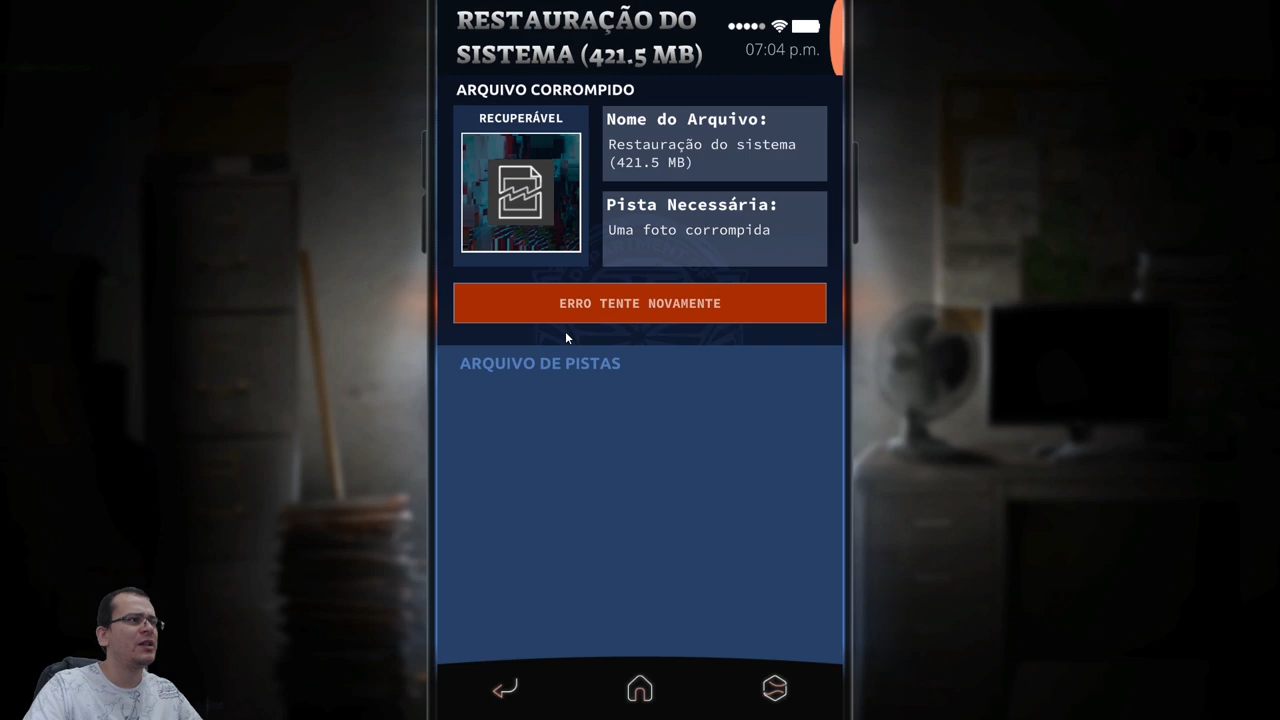 RESTAURAÇÃO DO
SISTEMA (421.5 MB)
07:04 p.m.
ARQUIVO CORROMPIDO
RECUPERÁVEL
Nome do Arquivo:
Restauração do sistema
(421.5 MB)
Pista Necessária:
Uma foto corrompida
ERRO TENTE NOVAMENTE
ARQUIVO DE PISTAS